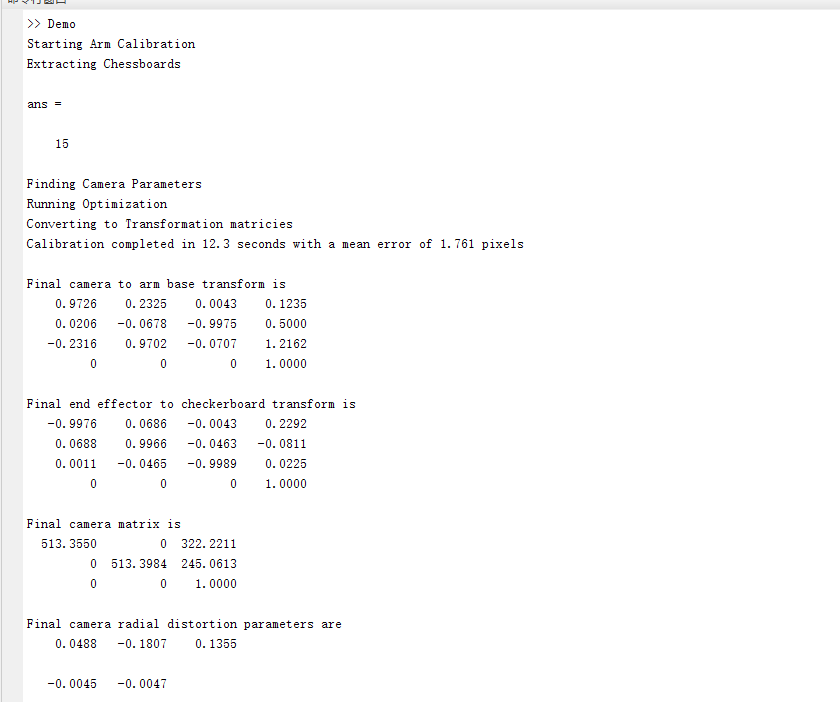 命令行窗口
>> Demo
Starting Arm Calibration
Extracting Chessboards
ans =
15
Finding Camera Parameters
Running Optimization
Converting to Transformation matricies
Calibration completed in 12.3 seconds with a mean error of 1.761 pixels
Final camera to arm base transform is
0.9726 0.2325 0.0043 0.1235
0.0206 -0.0678 -0.9975 0.5000
-0.2316 0.9702 -0.0707 1.2162
0 0 0 1.0000
Final end effector to checkerboard transform is
-0.9976 0.0686 -0.0043 0.2292
0.0688 0.9966 -0.0463 -0.0811
0.0011 -0.0465 -0.9989 0.0225
0 0 0 1.0000
Final camera matrix is
513.3550 0 322.2211
0 513.3984 245.0613
0 0 1.0000
Final camera radial distortion parameters are
0.0488 -0.1807 0.1355
-0.0045 -0.0047